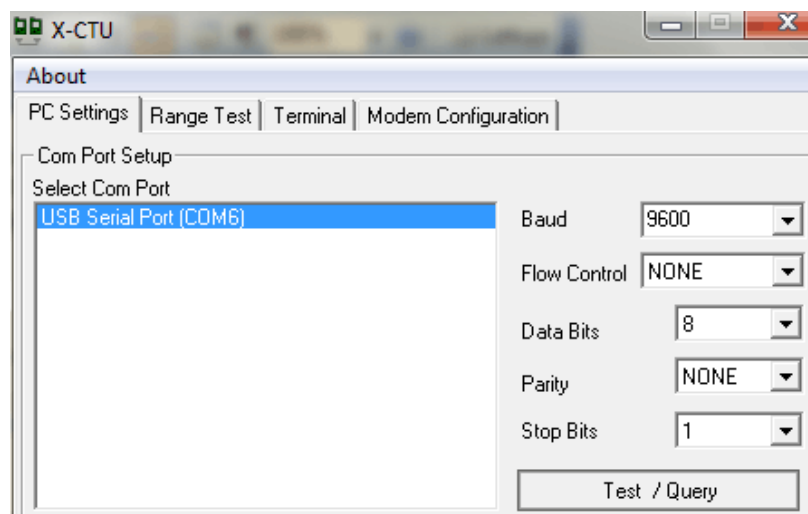 X-CTU
About
PC Settings Range Test Terminal Modem Configuration
Com Port Setup
Select Com Port
USB Serial Port (COM6)
Baud 9600
Flow Control NONE
Data Bits 8
Parity NONE
Stop Bits 1
Test / Query